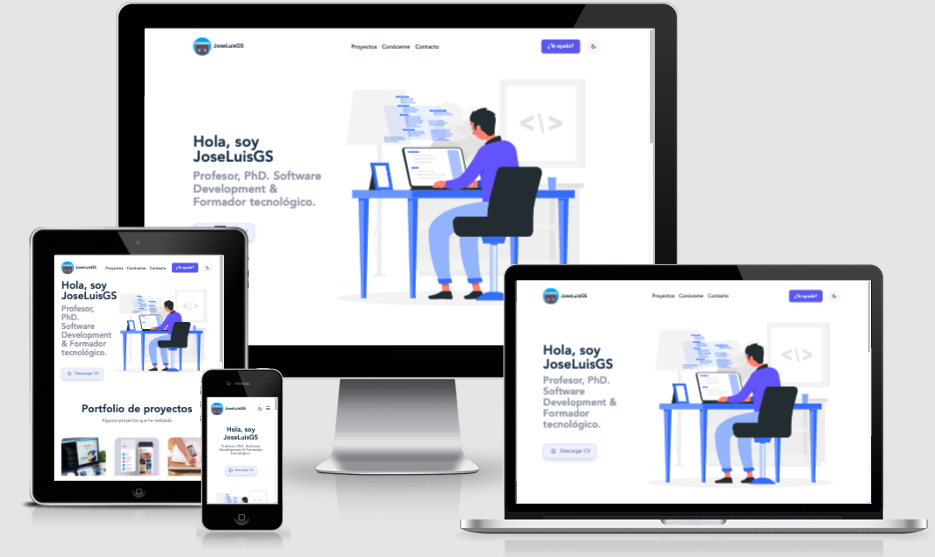 JoseLuisGS
Proyectos Conóceme Contacto
¿Te ayudo?
</>
Hola, soy
JoseLuisGS
Profesor, PhD. Software
Development &
Formador tecnológico.
JoseLuisGS
Proyectos Conóceme Contacto
¿Te ayudo?
Hola, soy
JoseLuisGS
Profesor,
PhD.
Software
Development
& Formador
tecnológico.
</>
Descargar CV
Portfolio de proyectos
Algunos proyectos que he realizado
JoseLuisGS
Hola, soy
JoseLuisGS
Profesor, PhD. Software
Development & Formador
tecnológico.
Descargar CV
JoseLuisGS
Proyectos Conóceme Contacto
¿Te ayudo?
</>
Hola, soy
JoseLuisGS
Profesor, PhD.
Software
Development &
Formador
tecnológico.
Descargar CV